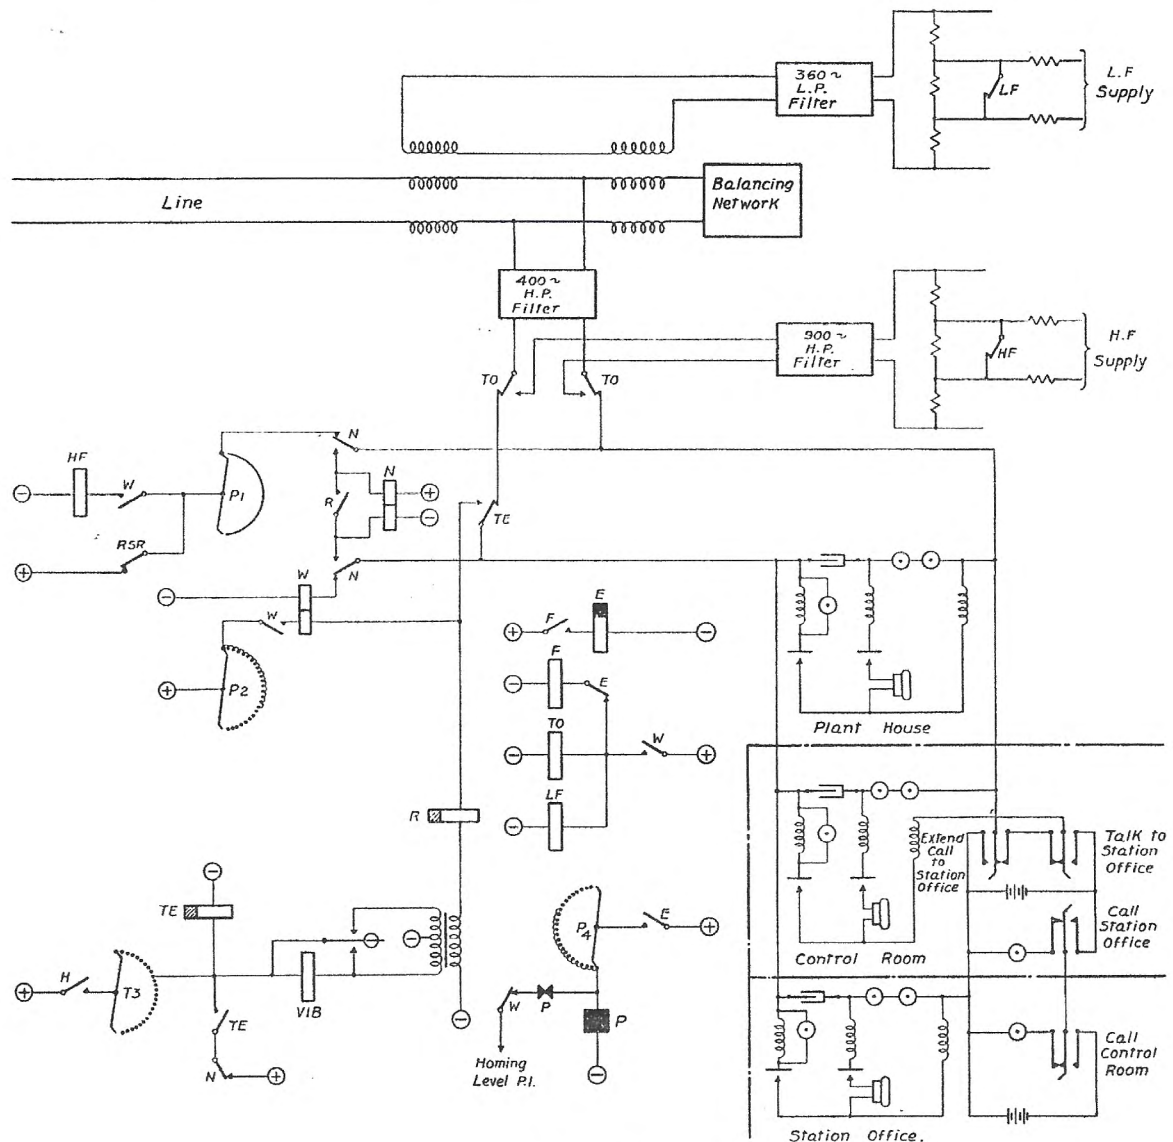 360 ~
L.P.
Filter
LF
L.F
Supply
Line
Balancing
Network
400 ~
H.P.
Filter
900 ~
H.P.
Filter
HF
H.F
Supply
TO
TO
HF
W
P1
RSR
N
R
N
TE
N
W
W
P2
F
E
F
E
TO
W
LF
R
Plant House
TE
H
T3
VIB
TE
N
P4
E
W
P
P
Homing
Level P.I.
Extend
Call
to
Station
Office
Control Room
Talk to
Station
Office
Call
Station
Office
Call
Control
Room
Station Office.